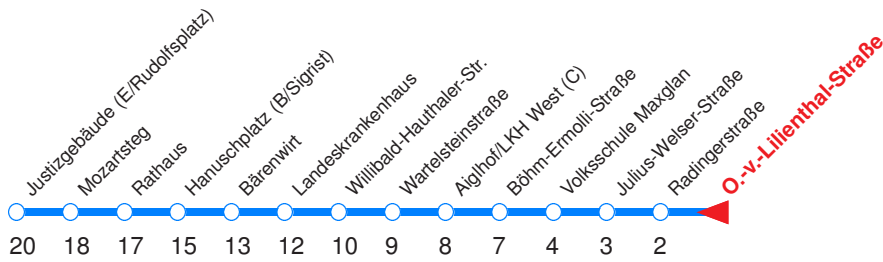 Justizgebäude (E/Rudolfsplatz)
Mozartsteg
Rathaus
Hanuschplatz (B/Sigrist)
Bärenwirt
Landeskrankenhaus
Willibald-Hauthaler-Str.
Wartelsteinstraße
Aiglhof/LKH West (C)
Böhm-Ermolli-Straße
Volksschule Maxglan
Julius-Welser-Straße
Radingerstraße
O.-v.-Lilienthal-Straße
20 18 17 15 13 12 10 9 8 7 4 3 2